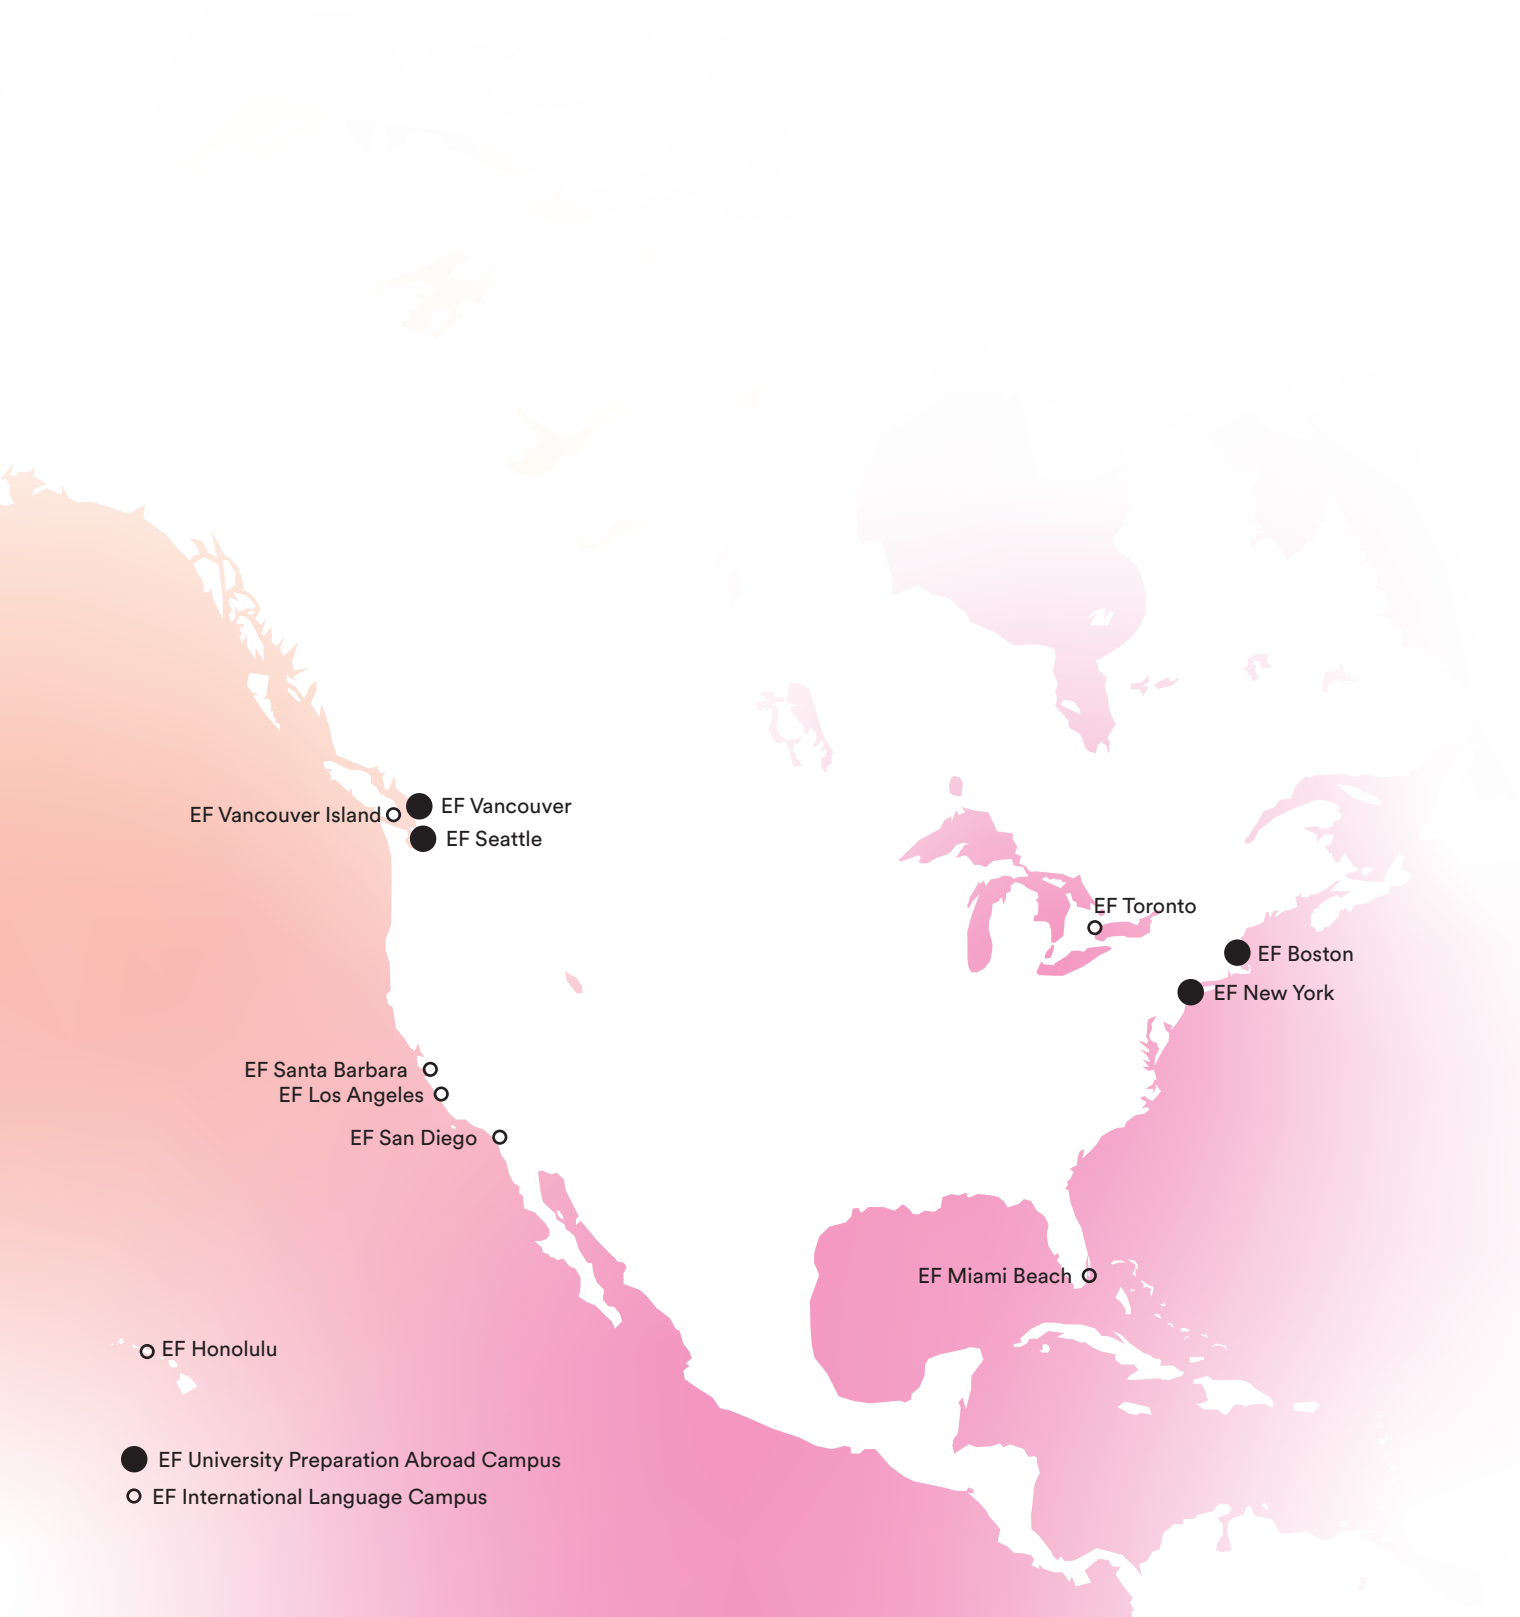 EF Vancouver Island
EF Vancouver
EF Seattle
EF Toronto
EF Boston
EF New York
EF Santa Barbara
EF Los Angeles
EF San Diego
EF Miami Beach
EF Honolulu
EF University Preparation Abroad Campus
EF International Language Campus